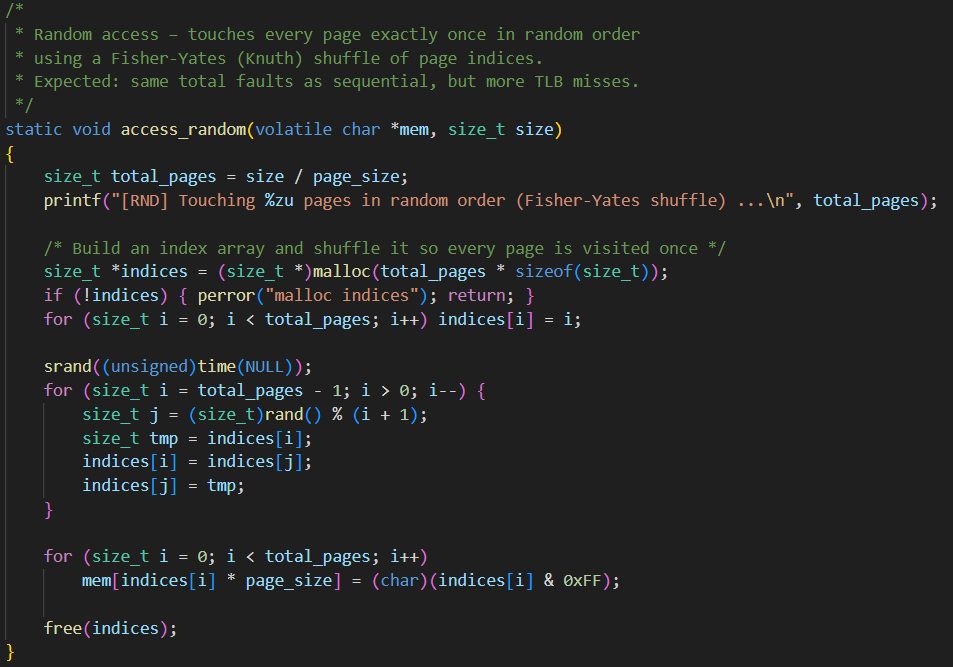 /*
 * Random access – touches every page exactly once in random order
 * using a Fisher-Yates (Knuth) shuffle of page indices.
 * Expected: same total faults as sequential, but more TLB misses.
 */
static void access_random(volatile char *mem, size_t size)
{
    size_t total_pages = size / page_size;
    printf("[RND] Touching %zu pages in random order (Fisher-Yates shuffle) ...\n", total_pages);

    /* Build an index array and shuffle it so every page is visited once */
    size_t *indices = (size_t *)malloc(total_pages * sizeof(size_t));
    if (!indices) { perror("malloc indices"); return; }
    for (size_t i = 0; i < total_pages; i++) indices[i] = i;

    srand((unsigned)time(NULL));
    for (size_t i = total_pages - 1; i > 0; i--) {
        size_t j = (size_t)rand() % (i + 1);
        size_t tmp = indices[i];
        indices[i] = indices[j];
        indices[j] = tmp;
    }

    for (size_t i = 0; i < total_pages; i++)
        mem[indices[i] * page_size] = (char)(indices[i] & 0xFF);

    free(indices);
}